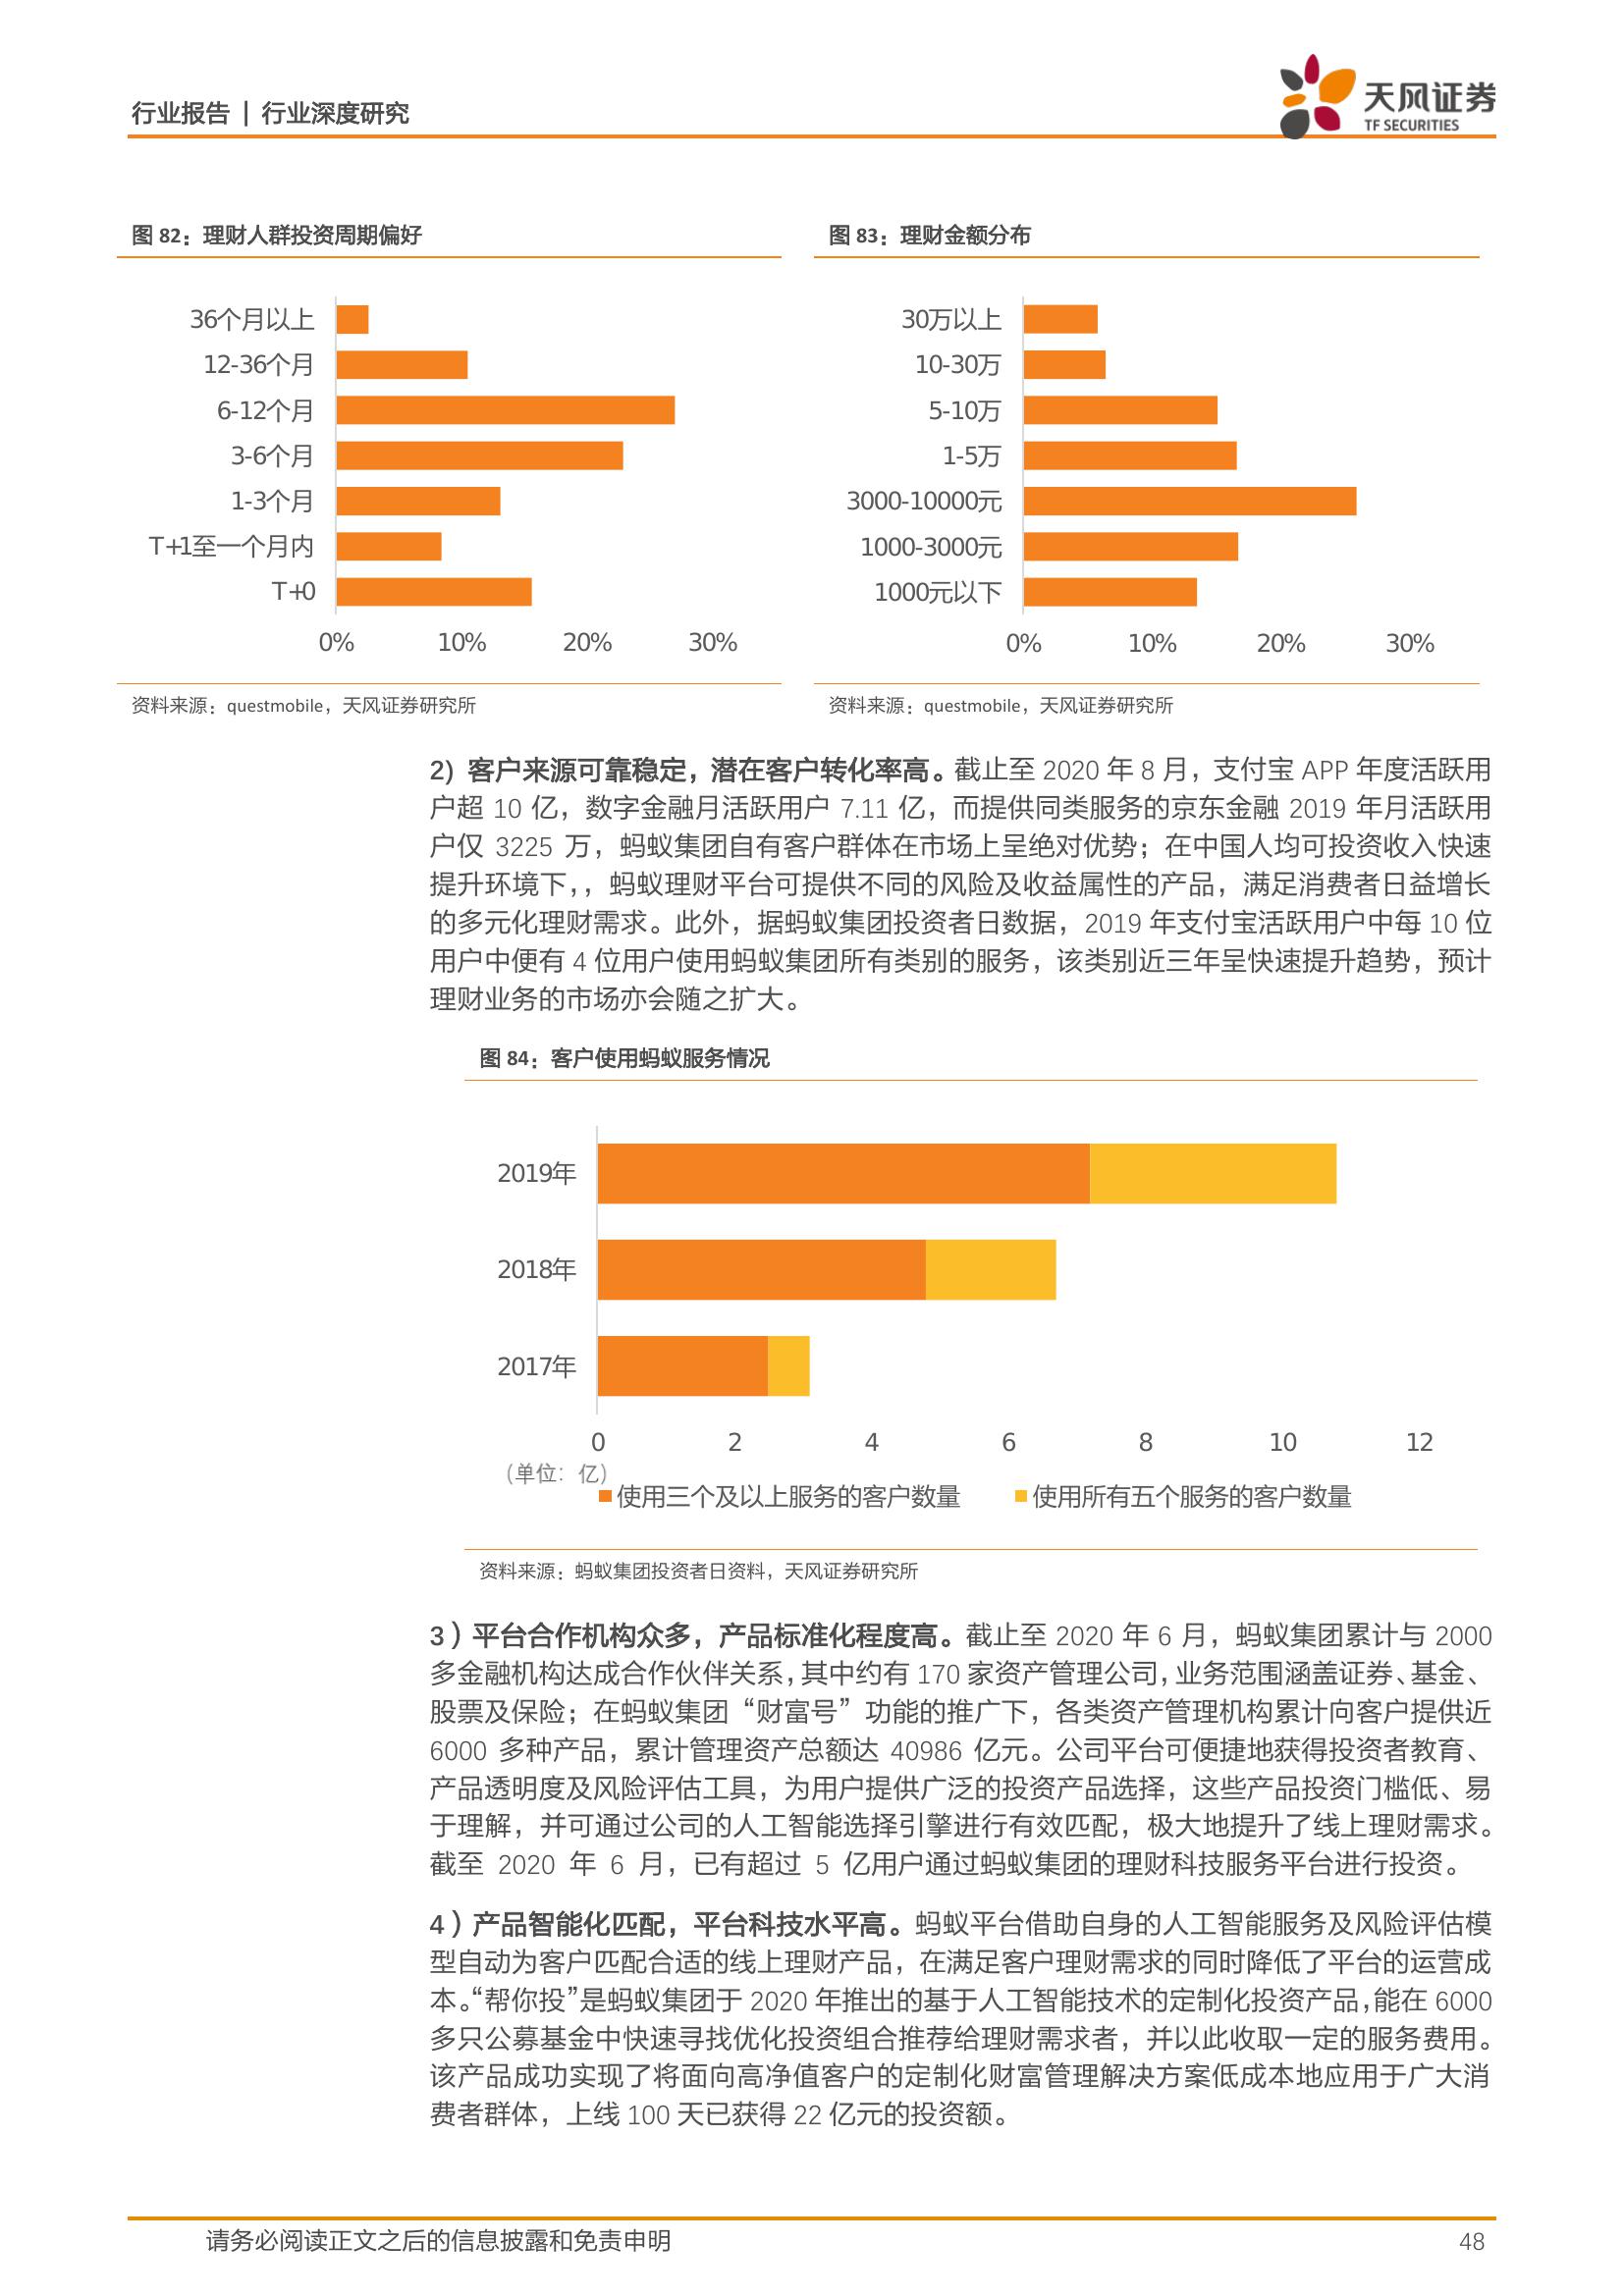 行业报告 | 行业深度研究
天风证券
TF SECURITIES
图 82：理财人群投资周期偏好
36个月以上
12-36个月
6-12个月
3-6个月
1-3个月
T+1至一个月内
T+0
0% 10% 20% 30%
资料来源：questmobile，天风证券研究所
图 83：理财金额分布
30万以上
10-30万
5-10万
1-5万
3000-10000元
1000-3000元
1000元以下
0% 10% 20% 30%
资料来源：questmobile，天风证券研究所
2）客户来源可靠稳定，潜在客户转化率高。截止至 2020 年 8 月，支付宝 APP 年度活跃用
户超 10 亿，数字金融月活跃用户 7.11 亿，而提供同类服务的京东金融 2019 年月活跃用
户仅 3225 万，蚂蚁集团自有客户群体在市场上呈绝对优势；在中国人均可投资收入快速
提升环境下，，蚂蚁理财平台可提供不同的风险及收益属性的产品，满足消费者日益增长
的多元化理财需求。此外，据蚂蚁集团投资者日数据，2019 年支付宝活跃用户中每 10 位
用户中便有 4 位用户使用蚂蚁集团所有类别的服务，该类别近三年呈快速提升趋势，预计
理财业务的市场亦会随之扩大。
图 84：客户使用蚂蚁服务情况
2019年
2018年
2017年
0 2 4 6 8 10 12
（单位：亿）
使用三个及以上服务的客户数量 使用所有五个服务的客户数量
资料来源：蚂蚁集团投资者日资料，天风证券研究所
3）平台合作机构众多，产品标准化程度高。截止至 2020 年 6 月，蚂蚁集团累计与 2000
多金融机构达成合作伙伴关系，其中约有 170 家资产管理公司，业务范围涵盖证券、基金、
股票及保险；在蚂蚁集团“财富号”功能的推广下，各类资产管理机构累计向客户提供近
6000 多种产品，累计管理资产总额达 40986 亿元。公司平台可便捷地获得投资者教育、
产品透明度及风险评估工具，为用户提供广泛的投资产品选择，这些产品投资门槛低、易
于理解，并可通过公司的人工智能选择引擎进行有效匹配，极大地提升了线上理财需求。
截至 2020 年 6 月，已有超过 5 亿用户通过蚂蚁集团的理财科技服务平台进行投资。
4）产品智能化匹配，平台科技水平高。蚂蚁平台借助自身的人工智能服务及风险评估模
型自动为客户匹配合适的线上理财产品，在满足客户理财需求的同时降低了平台的运营成
本。“帮你投”是蚂蚁集团于 2020 年推出的基于人工智能技术的定制化投资产品，能在 6000
多只公募基金中快速寻找优化投资组合推荐给理财需求者，并以此收取一定的服务费用。
该产品成功实现了将面向高净值客户的定制化财富管理解决方案低成本地应用于广大消
费者群体，上线 100 天已获得 22 亿元的投资额。
请务必阅读正文之后的信息披露和免责申明
48